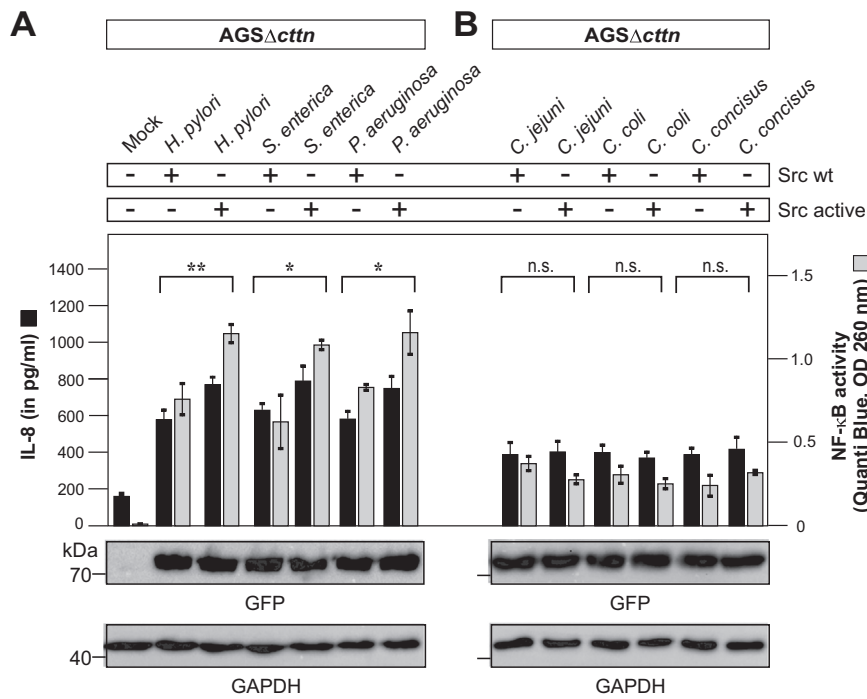 A
B
AGSΔcttn
AGSΔcttn
Mock
H. pylori
H. pylori
S. enterica
S. enterica
P. aeruginosa
P. aeruginosa
C. jejuni
C. jejuni
C. coli
C. coli
C. concisus
C. concisus
- + - + - + - + - + - + - Src wt
- - + - + - + - + - + - + Src active
IL-8 (in pg/ml)
1400
1200
1000
800
600
400
200
0
** * *
n.s. n.s. n.s.
1.5
1.0
0.5
0
NF-κB activity
(Quanti Blue, OD 260 nm)
kDa
70
GFP
GFP
40
GAPDH
GAPDH